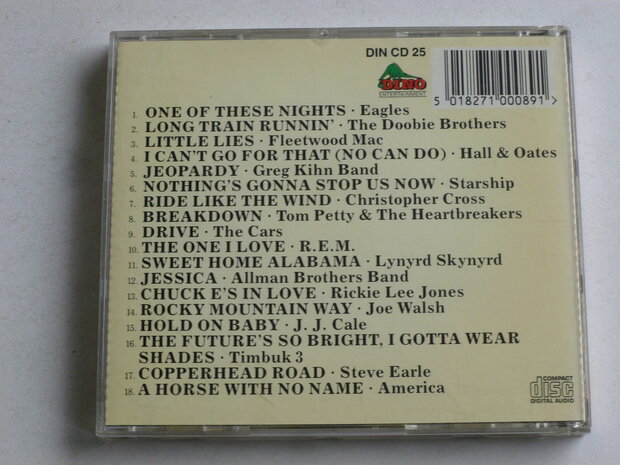 DIN CD 25
DINO
ENTERTAINMENT
5 018271 000891 >
1. ONE OF THESE NIGHTS · Eagles
2. LONG TRAIN RUNNIN' · The Doobie Brothers
3. LITTLE LIES · Fleetwood Mac
4. I CAN'T GO FOR THAT (NO CAN DO) · Hall & Oates
5. JEOPARDY · Greg Kihn Band
6. NOTHING'S GONNA STOP US NOW · Starship
7. RIDE LIKE THE WIND · Christopher Cross
8. BREAKDOWN · Tom Petty & The Heartbreakers
9. DRIVE · The Cars
10. THE ONE I LOVE · R.E.M.
11. SWEET HOME ALABAMA · Lynyrd Skynyrd
12. JESSICA · Allman Brothers Band
13. CHUCK E'S IN LOVE · Rickie Lee Jones
14. ROCKY MOUNTAIN WAY · Joe Walsh
15. HOLD ON BABY · J. J. Cale
16. THE FUTURE'S SO BRIGHT, I GOTTA WEAR
SHADES · Timbuk 3
17. COPPERHEAD ROAD · Steve Earle
18. A HORSE WITH NO NAME · America
COMPACT
disc
DIGITAL AUDIO